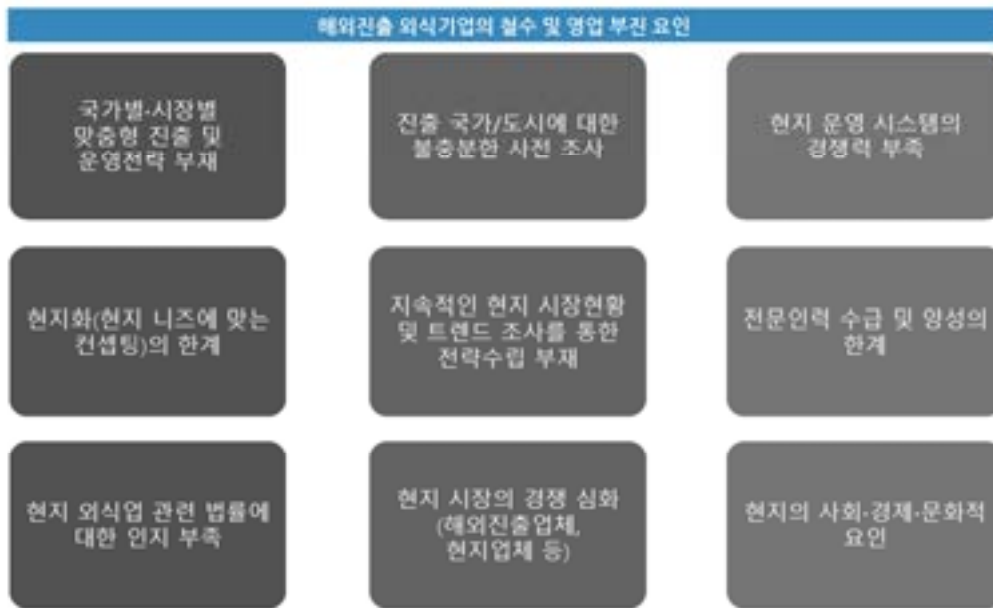 해외진출 외식기업의 철수 및 영업 부진 요인
국가별·시장별
맞춤형 진출 및
운영전략 부재
진출 국가/도시에 대한
불충분한 사전 조사
현지 운영 시스템의
경쟁력 부족
현지화(현지 니즈에 맞는
컨셉팅)의 한계
지속적인 현지 시장현황
및 트렌드 조사를 통한
전략수립 부재
전문인력 수급 및 양성의
한계
현지 외식업 관련 법률에
대한 인지 부족
현지 시장의 경쟁 심화
(해외진출업체,
현지업체 등)
현지의 사회·경제·문화적
요인